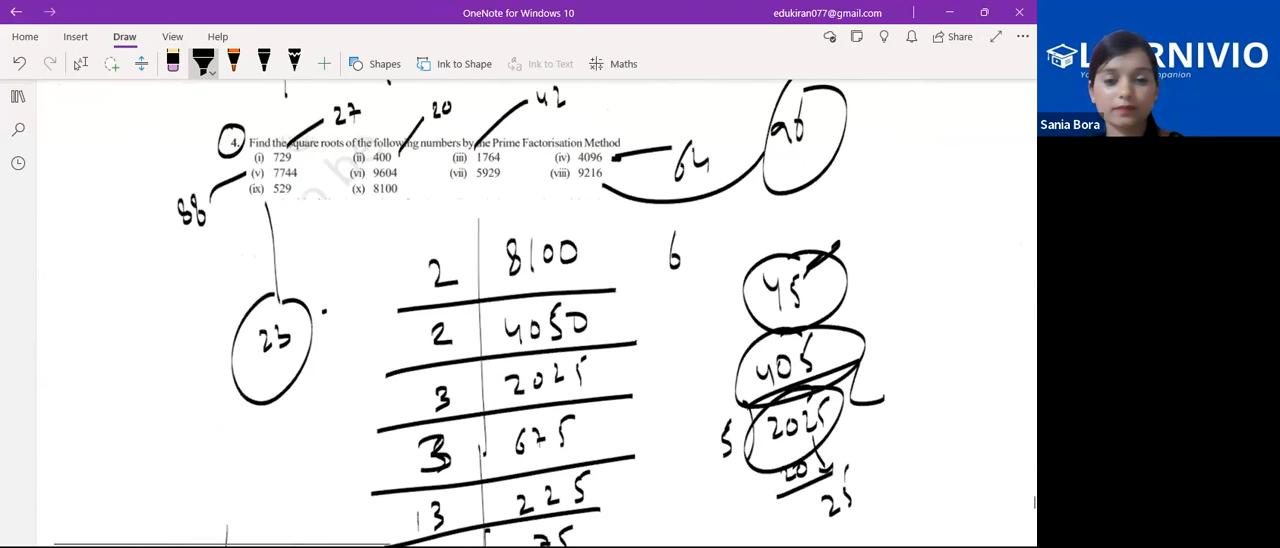 OneNote for Windows 10
edukiran077@gmail.com
Home Insert Draw View Help
Share
Shapes Ink to Shape Ink to Text Maths
27
20
42
4. Find the square roots of the following numbers by the Prime Factorisation Method
(i) 729 (ii) 400 (iii) 1764 (iv) 4096
(v) 7744 (vi) 9604 (vii) 5929 (viii) 9216
(ix) 529 (x) 8100
64
96
88
23
2 8100
2 4050
3 2025
3 675
3 225
75
6
45
405
5 2025
20
25
Sania Bora